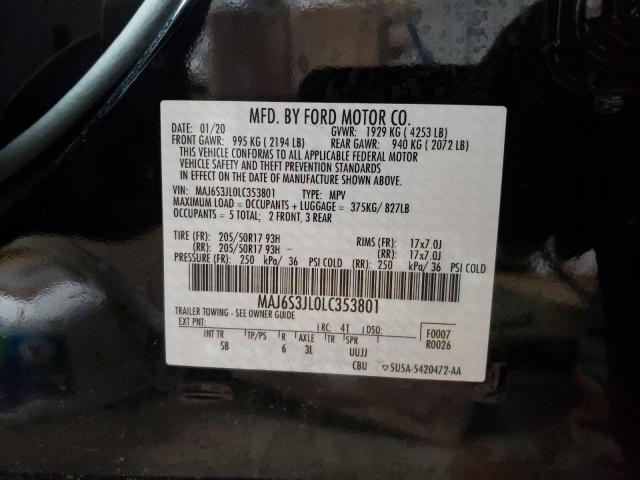 MFD. BY FORD MOTOR CO.
DATE: 01/20 GVWR: 1929 KG ( 4253 LB)
FRONT GAWR: 995 KG ( 2194 LB) REAR GAWR: 940 KG ( 2072 LB)
THIS VEHICLE CONFORMS TO ALL APPLICABLE FEDERAL MOTOR
VEHICLE SAFETY AND THEFT PREVENTION STANDARDS
IN EFFECT ON THE DATE OF MANUFACTURE SHOWN ABOVE.
VIN: MAJ6S3JL0LC353801 TYPE: MPV
MAXIMUM LOAD = OCCUPANTS + LUGGAGE = 375KG/ 827LB
OCCUPANTS = 5 TOTAL; 2 FRONT, 3 REAR
TIRE (FR): 205/50R17 93H RIMS (FR): 17x7.0J
(RR): 205/50R17 93H (RR): 17x7.0J
PRESSURE (FR): 250 kPa/ 36 PSI COLD (RR): 250 kPa/ 36 PSI COLD
MAJ6S3JL0LC353801
TRAILER TOWING - SEE OWNER GUIDE
EXT PNT: RC: 41 DSO: F0007
R0026
INT TR TP/PS R AXLE TR SPR
SB 6 3L UUJJ
CBU 5U5A-5420472-AA